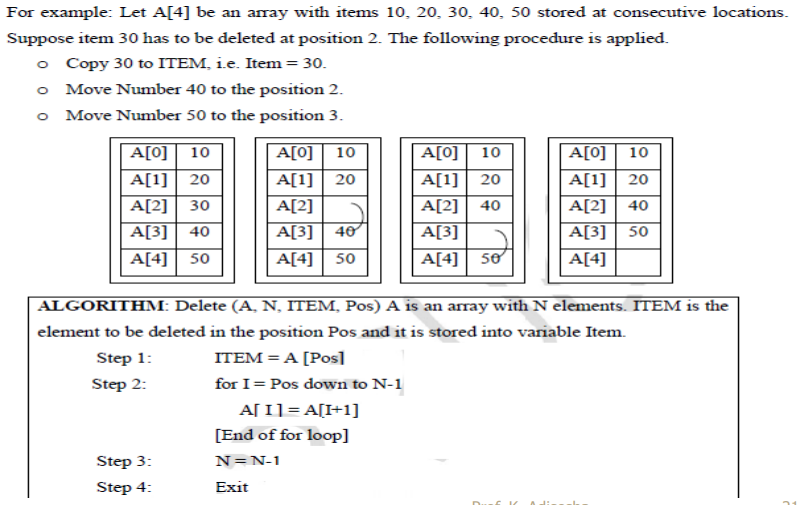 For example: Let A[4] be an array with items 10, 20, 30, 40, 50 stored at consecutive locations.
Suppose item 30 has to be deleted at position 2. The following procedure is applied.
o Copy 30 to ITEM, i.e. Item = 30.
o Move Number 40 to the position 2.
o Move Number 50 to the position 3.
A[0] 10 A[0] 10 A[0] 10 A[0] 10
A[1] 20 A[1] 20 A[1] 20 A[1] 20
A[2] 30 A[2] A[2] 40 A[2] 40
A[3] 40 A[3] 40 A[3] A[3] 50
A[4] 50 A[4] 50 A[4] 50 A[4]
ALGORITHM: Delete (A, N, ITEM, Pos) A is an array with N elements. ITEM is the
element to be deleted in the position Pos and it is stored into variable Item.
Step 1: ITEM = A [Pos]
Step 2: for I = Pos down to N-1
A[ I ] = A[I+1]
[End of for loop]
Step 3: N = N-1
Step 4: Exit